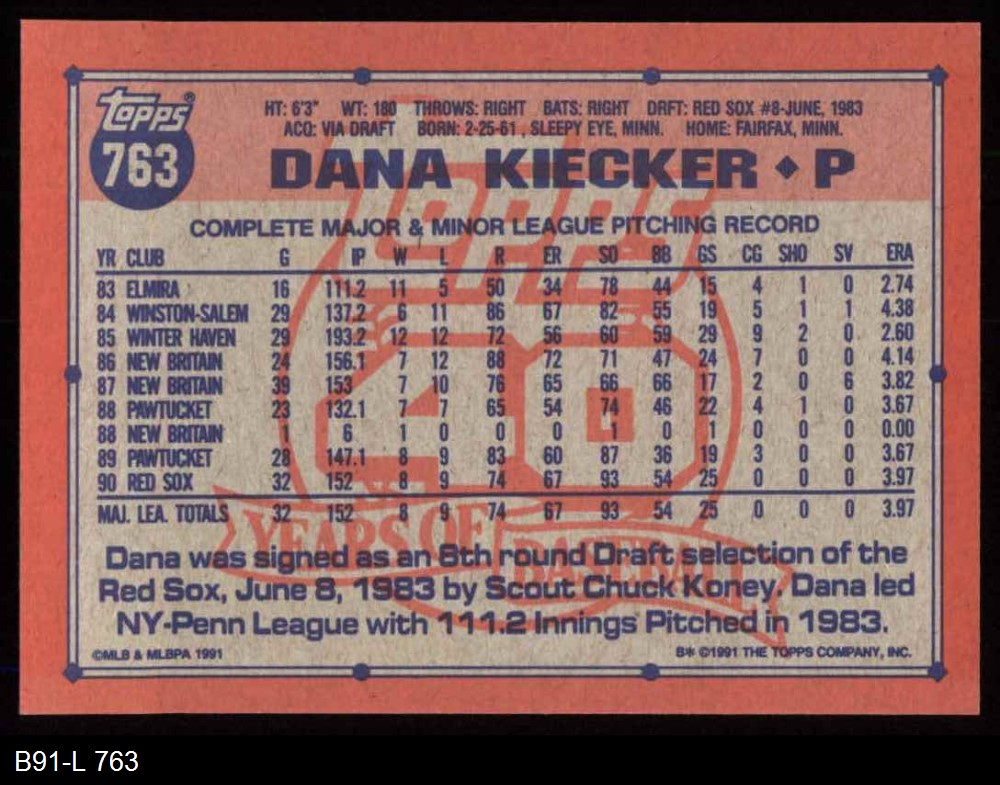 Topps®
763
HT: 6'3" WT: 180 THROWS: RIGHT BATS: RIGHT DRFT: RED SOX #8-JUNE, 1983
ACQ: VIA DRAFT BORN: 2-25-61, SLEEPY EYE, MINN. HOME: FAIRFAX, MINN.
DANA KIECKER ♦ P
COMPLETE MAJOR & MINOR LEAGUE PITCHING RECORD
YR CLUB G IP W L R ER SO BB GS CG SHO SV ERA
83 ELMIRA 16 111.2 11 5 50 34 78 44 15 4 1 0 2.74
84 WINSTON-SALEM 29 137.2 6 11 86 67 82 55 19 5 1 1 4.38
85 WINTER HAVEN 29 193.2 12 12 72 56 60 59 29 9 2 0 2.60
86 NEW BRITAIN 24 156.1 7 12 88 72 71 47 24 7 0 0 4.14
87 NEW BRITAIN 39 153 7 10 76 65 66 66 17 2 0 6 3.82
88 PAWTUCKET 23 132.1 7 7 65 54 74 46 22 4 1 0 3.67
88 NEW BRITAIN 1 6 1 0 0 0 1 0 1 0 0 0 0.00
89 PAWTUCKET 28 147.1 8 9 83 60 87 36 19 3 0 0 3.67
90 RED SOX 32 152 8 9 74 67 93 54 25 0 0 0 3.97
MAJ. LEA. TOTALS 32 152 8 9 74 67 93 54 25 0 0 0 3.97
Topps
40
YEARS OF BASEBALL
Dana was signed as an 8th round Draft selection of the
Red Sox, June 8, 1983 by Scout Chuck Koney. Dana led
NY-Penn League with 111.2 Innings Pitched in 1983.
©MLB & MLBPA 1991
B* ©1991 THE TOPPS COMPANY, INC.
B91-L 763